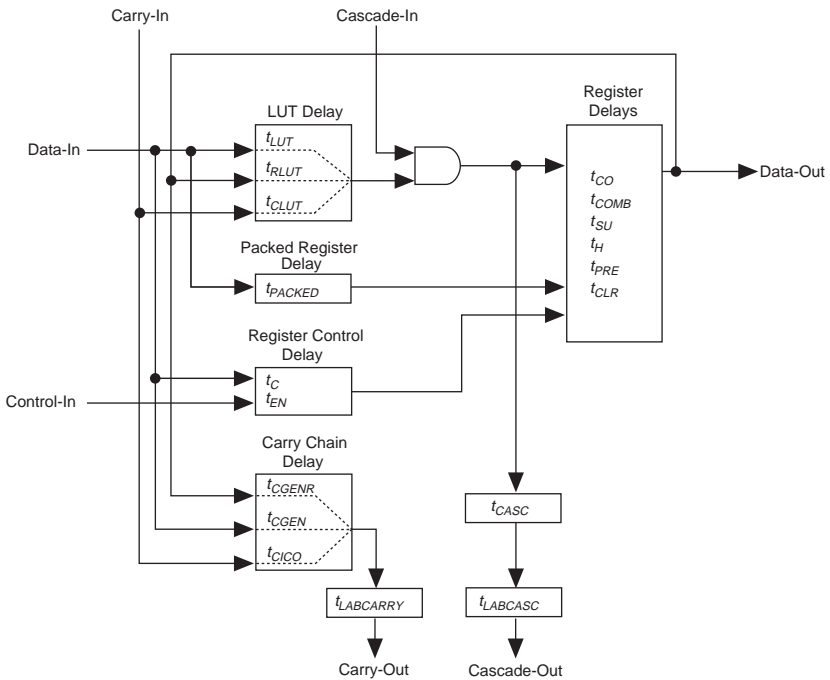 Carry-In
Cascade-In
Register
Delays
LUT Delay
Data-In
tLUT
tRLUT
tCLUT
tCO
tCOMB
tSU
tH
tPRE
tCLR
Data-Out
Packed Register
Delay
tPACKED
Register Control
Delay
tC
tEN
Control-In
Carry Chain
Delay
tCGENR
tCGEN
tCICO
tCASC
tLABCARRY
tLABCASC
Carry-Out
Cascade-Out